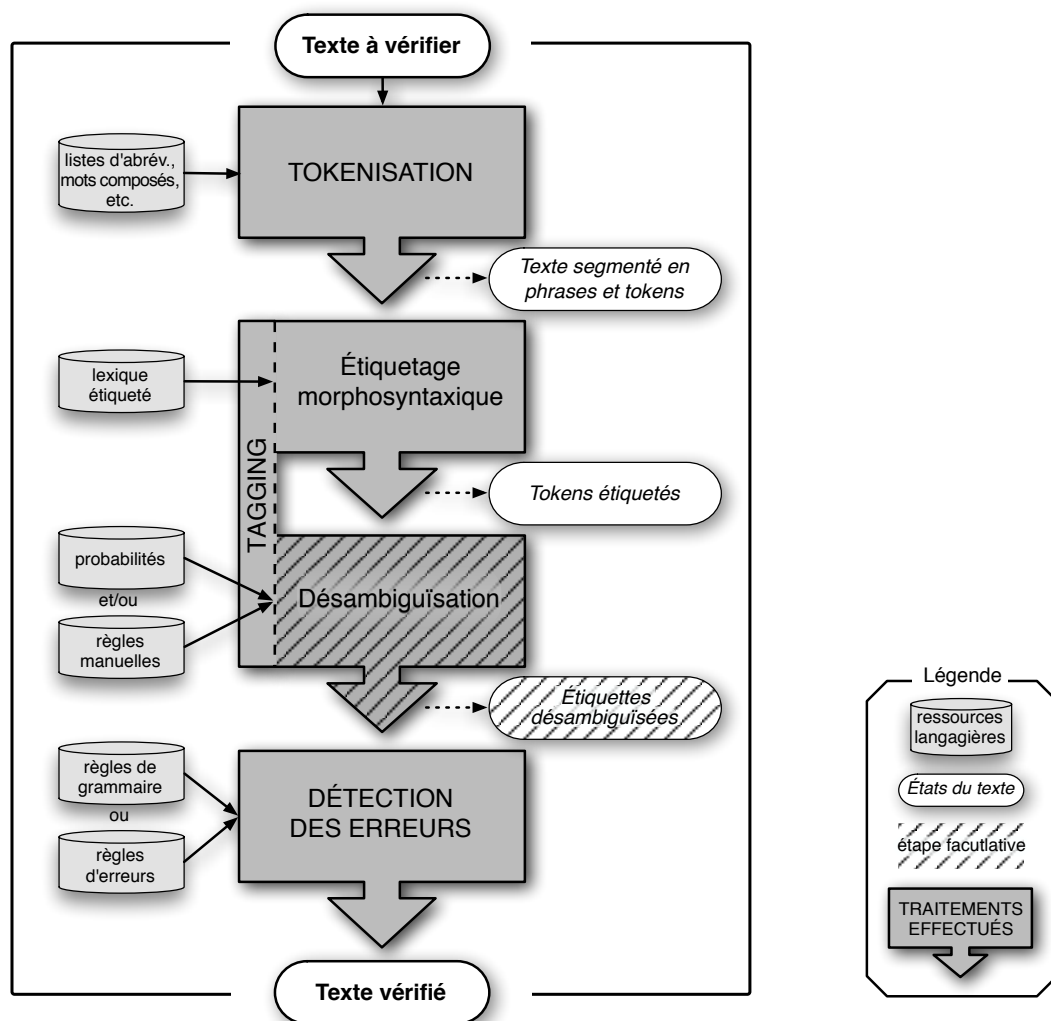 Texte à vérifier
listes d'abrév.,
mots composés,
etc.
TOKENISATION
Texte segmenté en
phrases et tokens
lexique
étiqueté
TAGGING
Étiquetage
morphosyntaxique
Tokens étiquetés
probabilités
et/ou
règles
manuelles
Désambiguïsation
Étiquettes
désambiguïsées
règles de
grammaire
ou
règles
d'erreurs
DÉTECTION
DES ERREURS
Texte vérifié
Légende
ressources
langagières
États du texte
étape facutlative
TRAITEMENTS
EFFECTUÉS